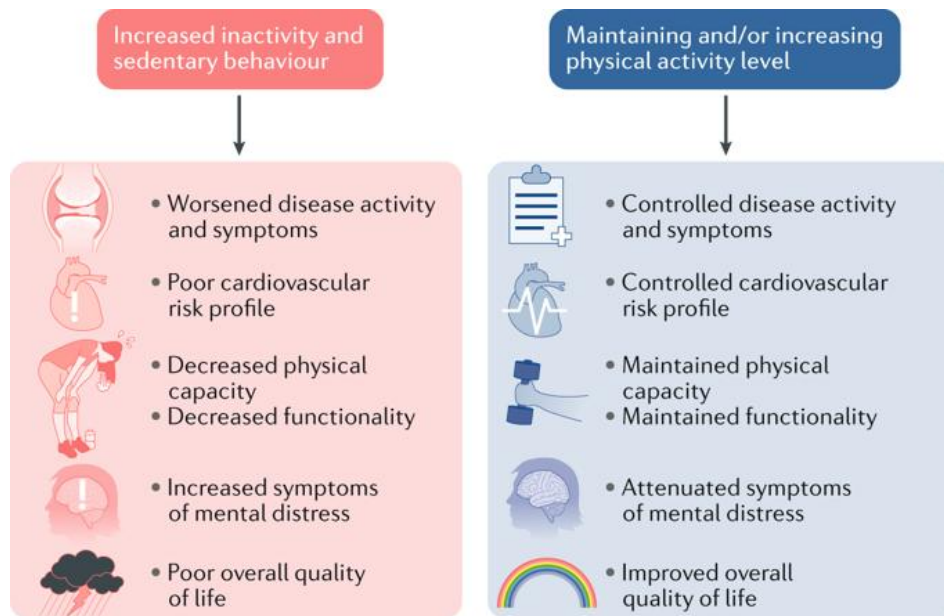 Increased inactivity and
sedentary behaviour
• Worsened disease activity
and symptoms
• Poor cardiovascular
risk profile
• Decreased physical
capacity
• Decreased functionality
• Increased symptoms
of mental distress
• Poor overall quality
of life
Maintaining and/or increasing
physical activity level
• Controlled disease activity
and symptoms
• Controlled cardiovascular
risk profile
• Maintained physical
capacity
• Maintained functionality
• Attenuated symptoms
of mental distress
• Improved overall
quality of life